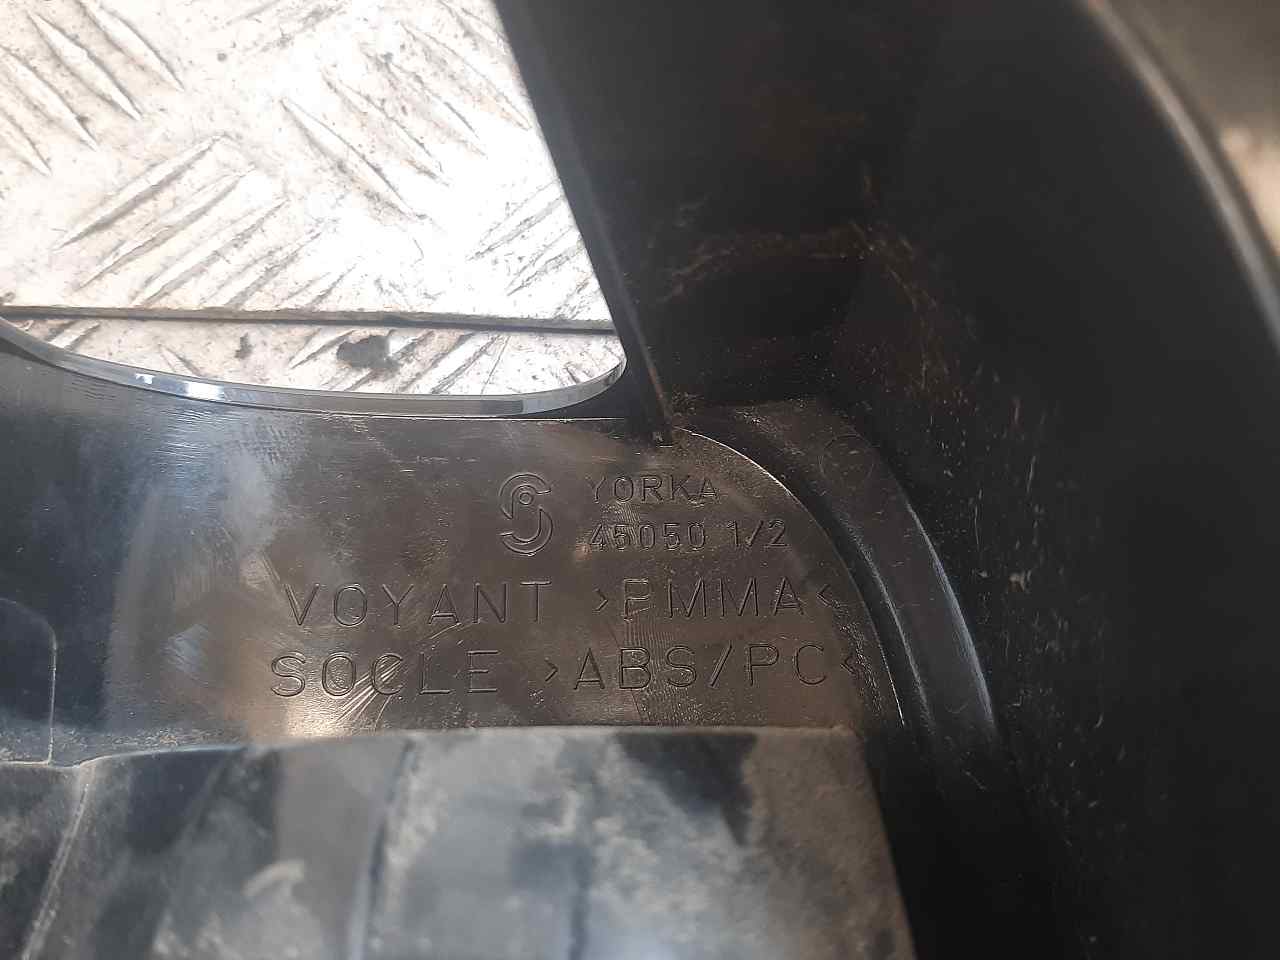 YORKA
45050 1/2
VOYANT >PMMA<
SOCLE >ABS/PC<